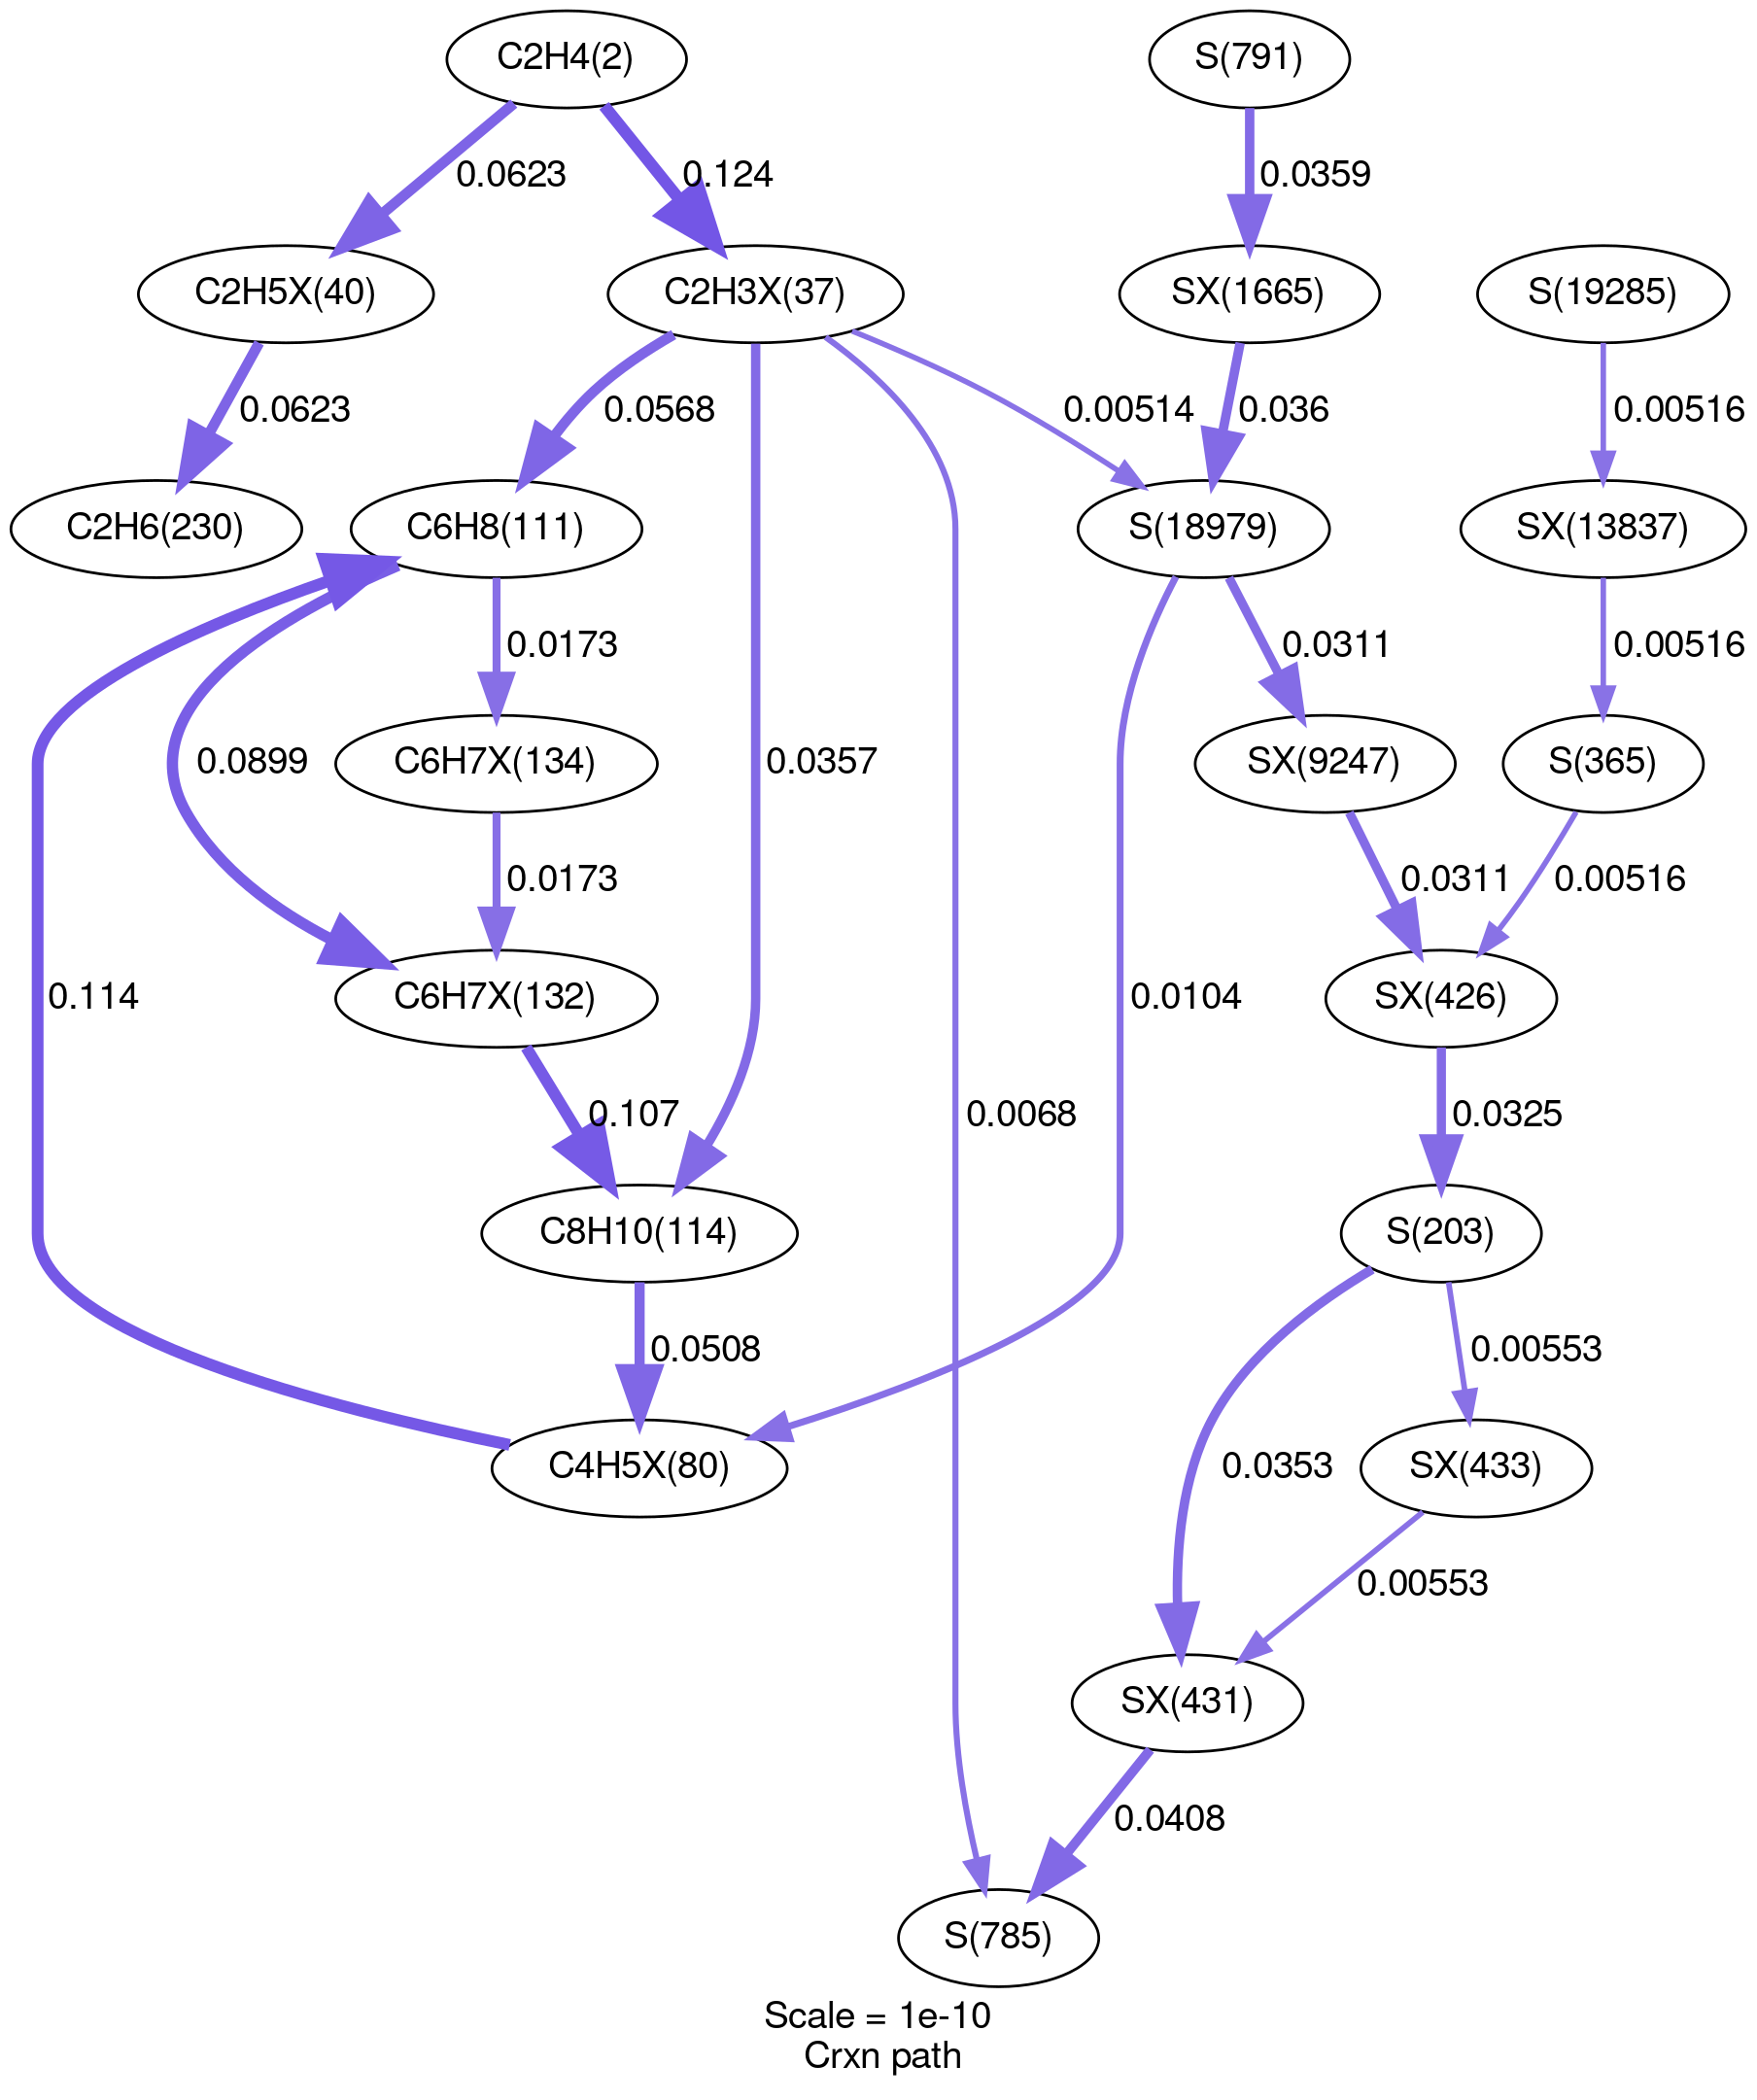 C2H4(2)
S(791)
0.0623
0.124
0.0359
C2H5X(40)
C2H3X(37)
SX(1665)
S(19285)
0.0623
0.0568
0.00514
0.036
0.00516
C2H6(230)
C6H8(111)
S(18979)
SX(13837)
0.0173
0.0311
0.00516
0.0899
C6H7X(134)
0.0357
SX(9247)
S(365)
0.0173
0.0311
0.00516
0.114
C6H7X(132)
0.0104
SX(426)
0.107
0.0068
0.0325
C8H10(114)
S(203)
0.0508
0.00553
C4H5X(80)
0.0353
SX(433)
0.00553
SX(431)
0.0408
S(785)
Scale = 1e-10
Crxn path